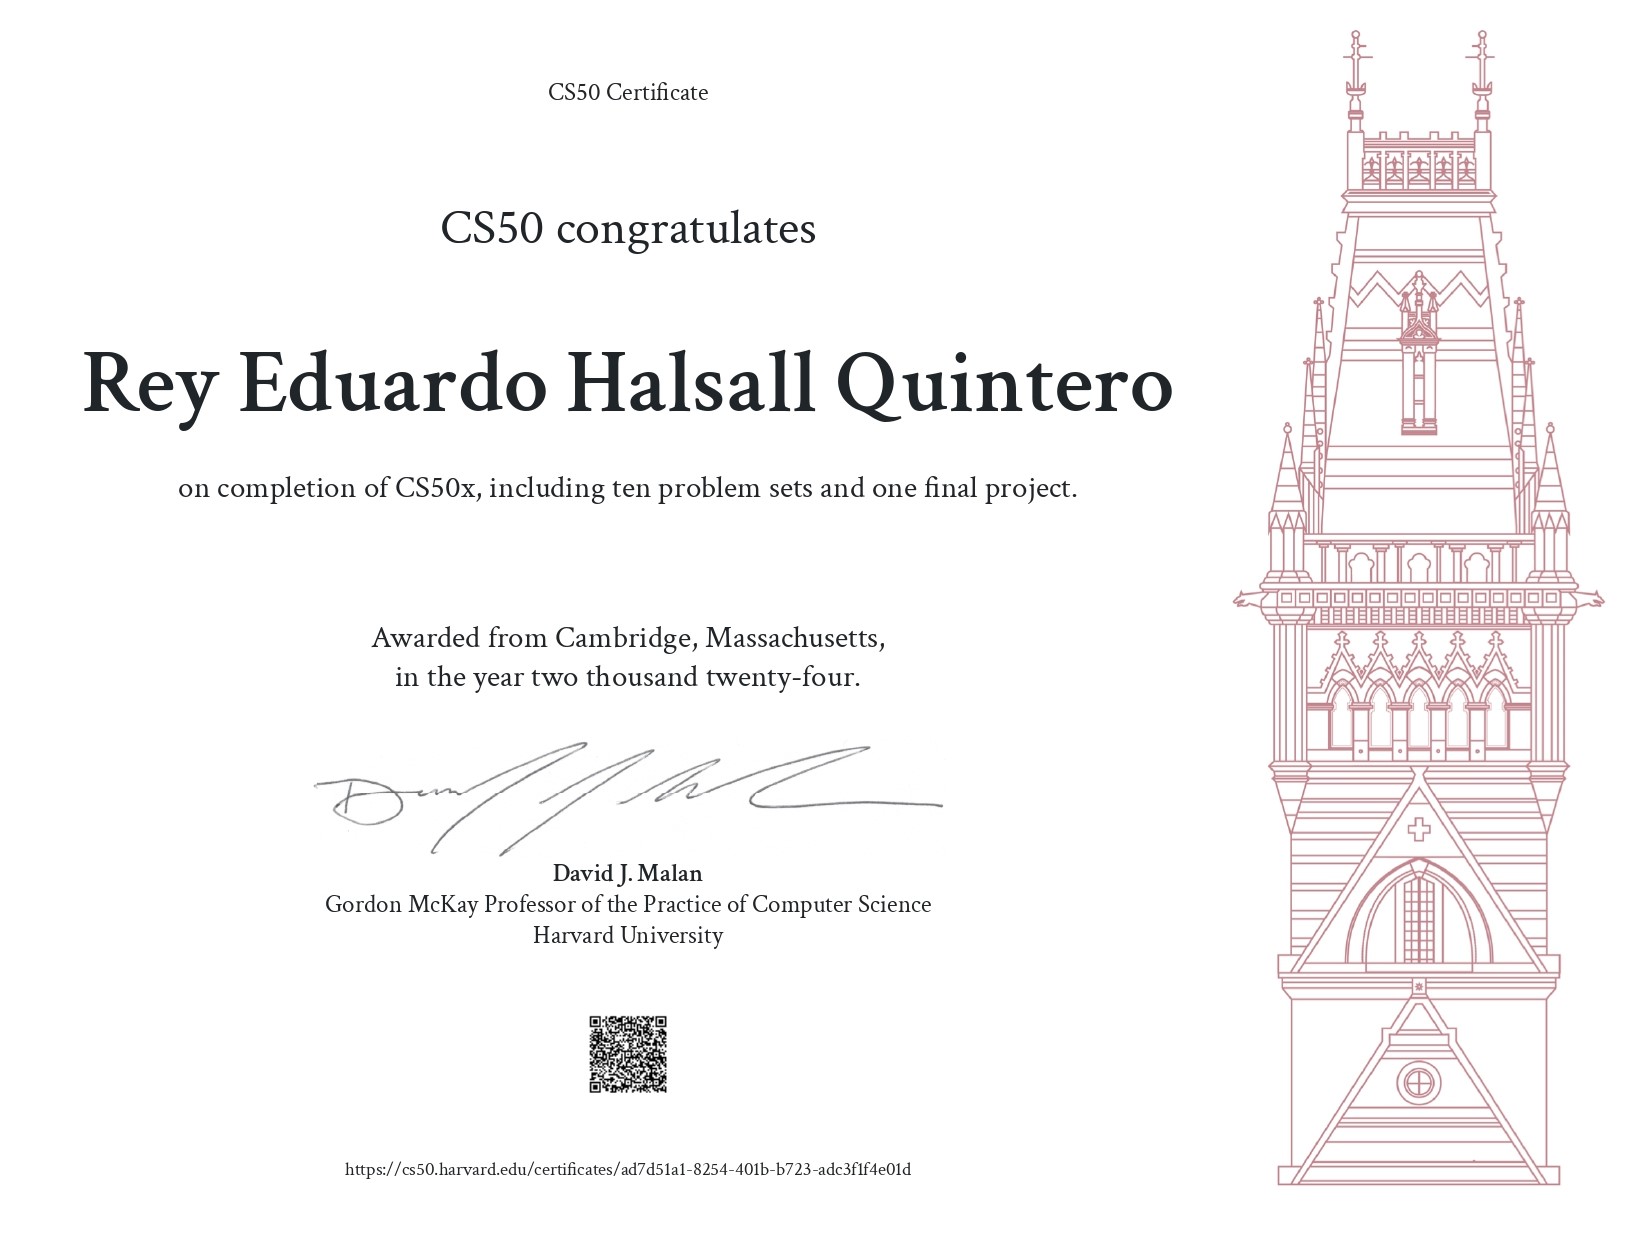 CS50 Certificate
CS50 congratulates
Rey Eduardo Halsall Quintero
on completion of CS50x, including ten problem sets and one final project.
Awarded from Cambridge, Massachusetts,
in the year two thousand twenty-four.
David J. Malan
Gordon McKay Professor of the Practice of Computer Science
Harvard University
https://cs50.harvard.edu/certificates/ad7d51a1-8254-401b-b723-adc3f1f4e01d